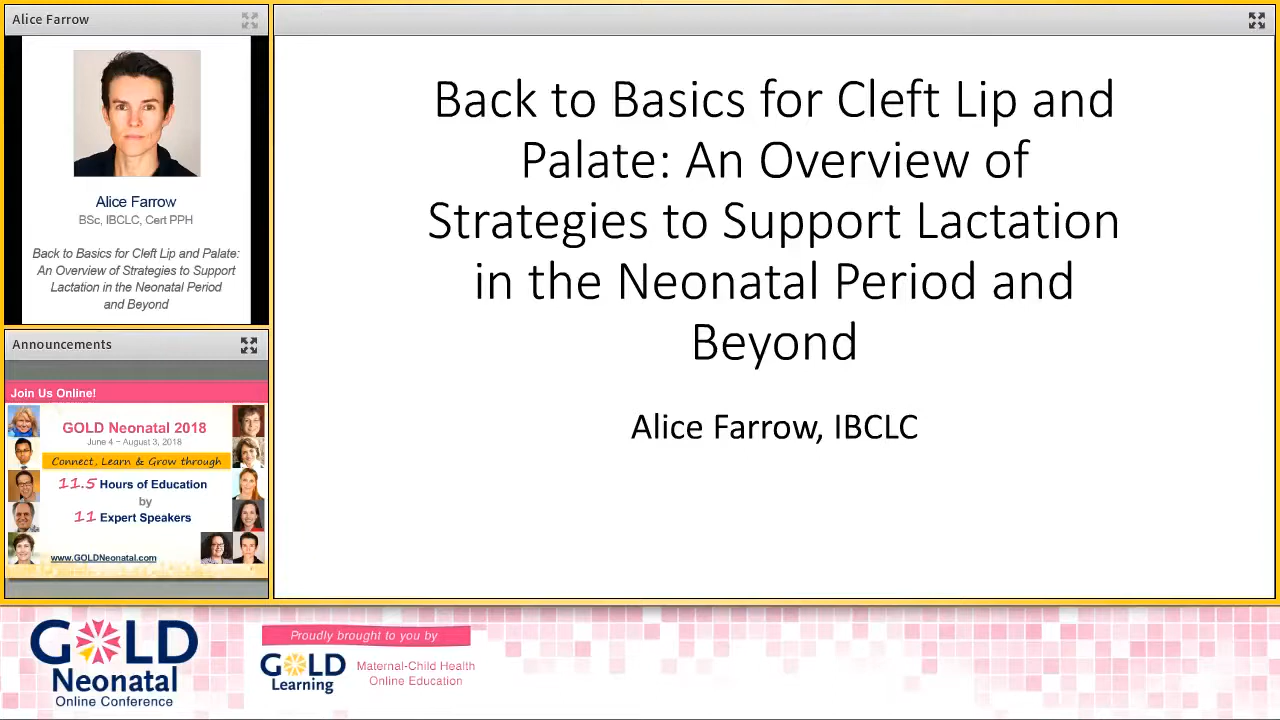 Alice Farrow
Alice Farrow
BSc, IBCLC, Cert PPH
Back to Basics for Cleft Lip and Palate:
An Overview of Strategies to Support
Lactation in the Neonatal Period
and Beyond
Announcements
Join Us Online!
GOLD Neonatal 2018
June 4 – August 3, 2018
Connect, Learn & Grow through
11.5 Hours of Education
by
11 Expert Speakers
www.GOLDNeonatal.com
Back to Basics for Cleft Lip and
Palate: An Overview of
Strategies to Support Lactation
in the Neonatal Period and
Beyond
Alice Farrow, IBCLC
GOLD
Neonatal
Online Conference
Proudly brought to you by
GOLD
Learning
Maternal-Child Health
Online Education